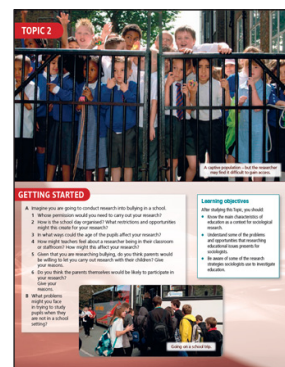 TOPIC 2
A captive population – but the researcher
may find it difficult to gain access.
GETTING STARTED
A Imagine you are going to conduct research into bullying in a school.
1 Whose permission would you need to carry out your research?
2 How is the school day organised? What restrictions and opportunities
might this create for your research?
3 In what ways could the age of the pupils affect your research?
4 How might teachers feel about a researcher being in their classroom
or staffroom? How might this affect your research?
5 Given that you are researching bullying, do you think parents would
be willing to let you carry out research with their children? Give
your reasons.
6 Do you think the parents themselves would be likely to participate in
your research?
Give your
reasons.
B What problems
might you face
in trying to study
pupils when they
are not in a school
setting?
Learning objectives
After studying this Topic, you should:
Know the main characteristics of
education as a context for sociological
research.
Understand some of the problems
and opportunities that researching
educational issues presents for
sociologists.
Be aware of some of the research
strategies sociologists use to investigate
education.
Going on a school trip.